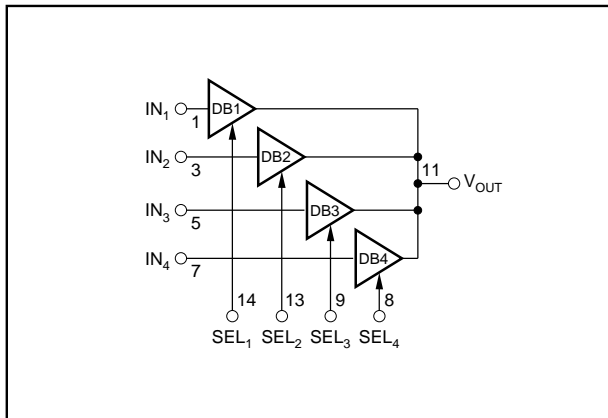 IN1 1 DB1
IN2 3 DB2 11 VOUT
IN3 5 DB3
IN4 7 DB4
14 13 9 8
SEL1 SEL2 SEL3 SEL4